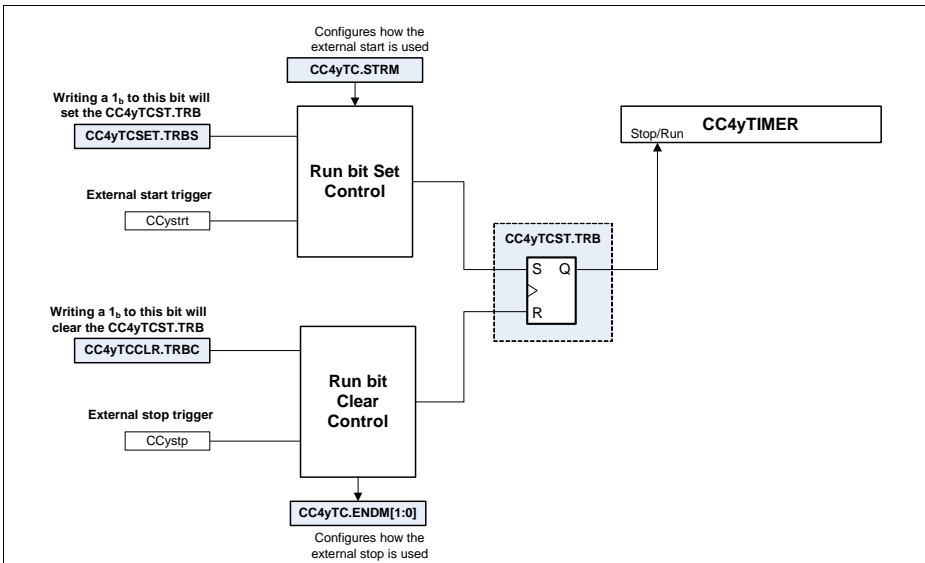 Configures how the
external start is used
CC4yTC.STRM
Writing a 1b to this bit will
set the CC4yTCST.TRB
CC4yTCSET.TRBS
Run bit Set
Control
External start trigger
CCystrt
CC4yTIMER
Stop/Run
CC4yTCST.TRB
S Q
R
Writing a 1b to this bit will
clear the CC4yTCST.TRB
CC4yTCCLR.TRBC
Run bit
Clear
Control
External stop trigger
CCystp
CC4yTC.ENDM[1:0]
Configures how the
external stop is used